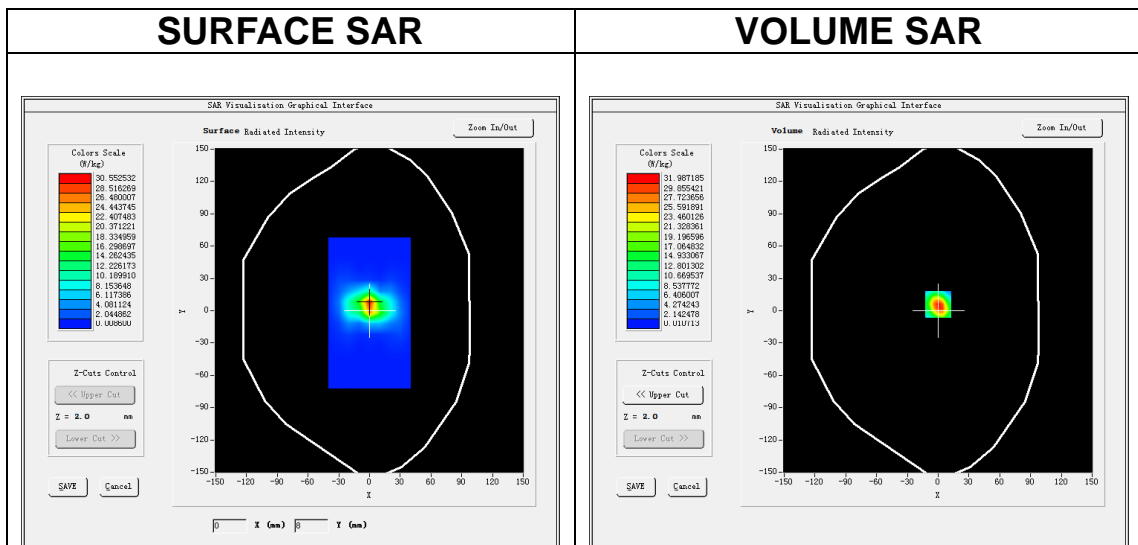 SURFACE SAR
VOLUME SAR
SAR Visualisation Graphical Interface
Surface Radiated Intensity
Zoom In/Out
Colors Scale
(W/kg)
30.552532
28.516269
26.480007
24.443745
22.407483
20.371221
18.334959
16.298697
14.262435
12.226173
10.189910
8.153648
6.117386
4.081124
2.044862
0.008600
Z-Cuts Control
<< Upper Cut
Z = 2.0 mm
Lower Cut >>
SAVE
Cancel
150
120
90
60
30
0
-30
-60
-90
-120
-150
Y
-150 -120 -90 -60 -30 0 30 60 90 120 150
X
0 X (mm) 8 Y (mm)
SAR Visualisation Graphical Interface
Volume Radiated Intensity
Zoom In/Out
Colors Scale
(W/kg)
31.987185
29.855421
27.723656
25.591891
23.460126
21.328361
19.196596
17.064832
14.933067
12.801302
10.669537
8.537772
6.406007
4.274243
2.142478
0.010713
Z-Cuts Control
<< Upper Cut
Z = 2.0 mm
Lower Cut >>
SAVE
Cancel
150
120
90
60
30
0
-30
-60
-90
-120
-150
Y
-150 -120 -90 -60 -30 0 30 60 90 120 150
X